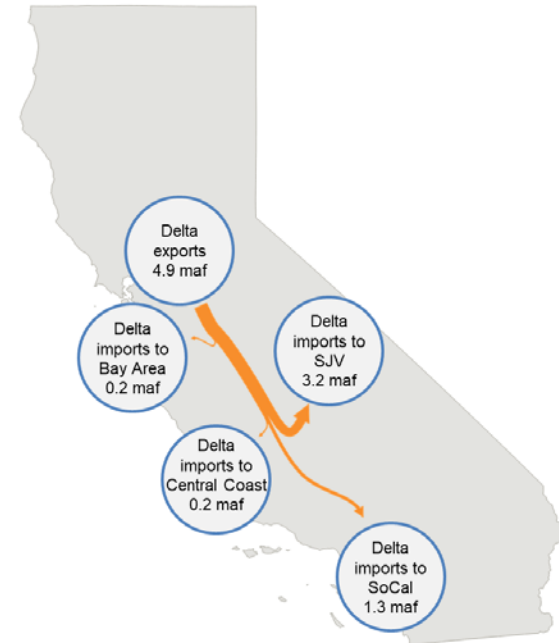 Delta
exports
4.9 maf
Delta
imports to
Bay Area
0.2 maf
Delta
imports to
SJV
3.2 maf
Delta
imports to
Central Coast
0.2 maf
Delta
imports to
SoCal
1.3 maf